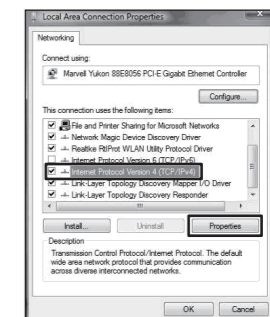 Local Area Connection Properties
Networking
Connect using:
Marvell Yukon 88E8056 PCI-E Gigabit Ethernet Controller
Configure...
This connection uses the following items:
File and Printer Sharing for Microsoft Networks
Network Magic Device Discovery Driver
Realtke RtlProt WLAN Utility Protocol Driver
Internet Protocol Version 6 (TCP/IPv6)
Internet Protocol Version 4 (TCP/IPv4)
Link-Layer Topology Discovery Mapper I/O Driver
Link-Layer Topology Discovery Responder
Install...
Uninstall
Properties
Description
Transmission Control Protocol/Internet Protocol. The default
wide area network protocol that provides communication
across diverse interconnected networks.
OK
Cancel